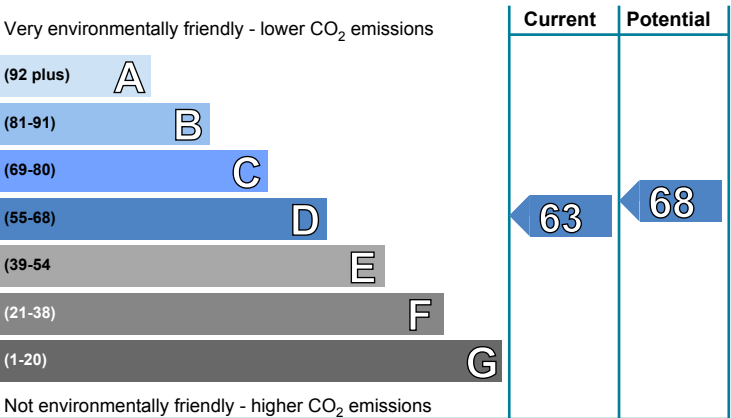 Current Potential
Very environmentally friendly - lower CO2 emissions
(92 plus) A
(81-91) B
(69-80) C
(55-68) D
63
68
(39-54 E
(21-38) F
(1-20) G
Not environmentally friendly - higher CO2 emissions